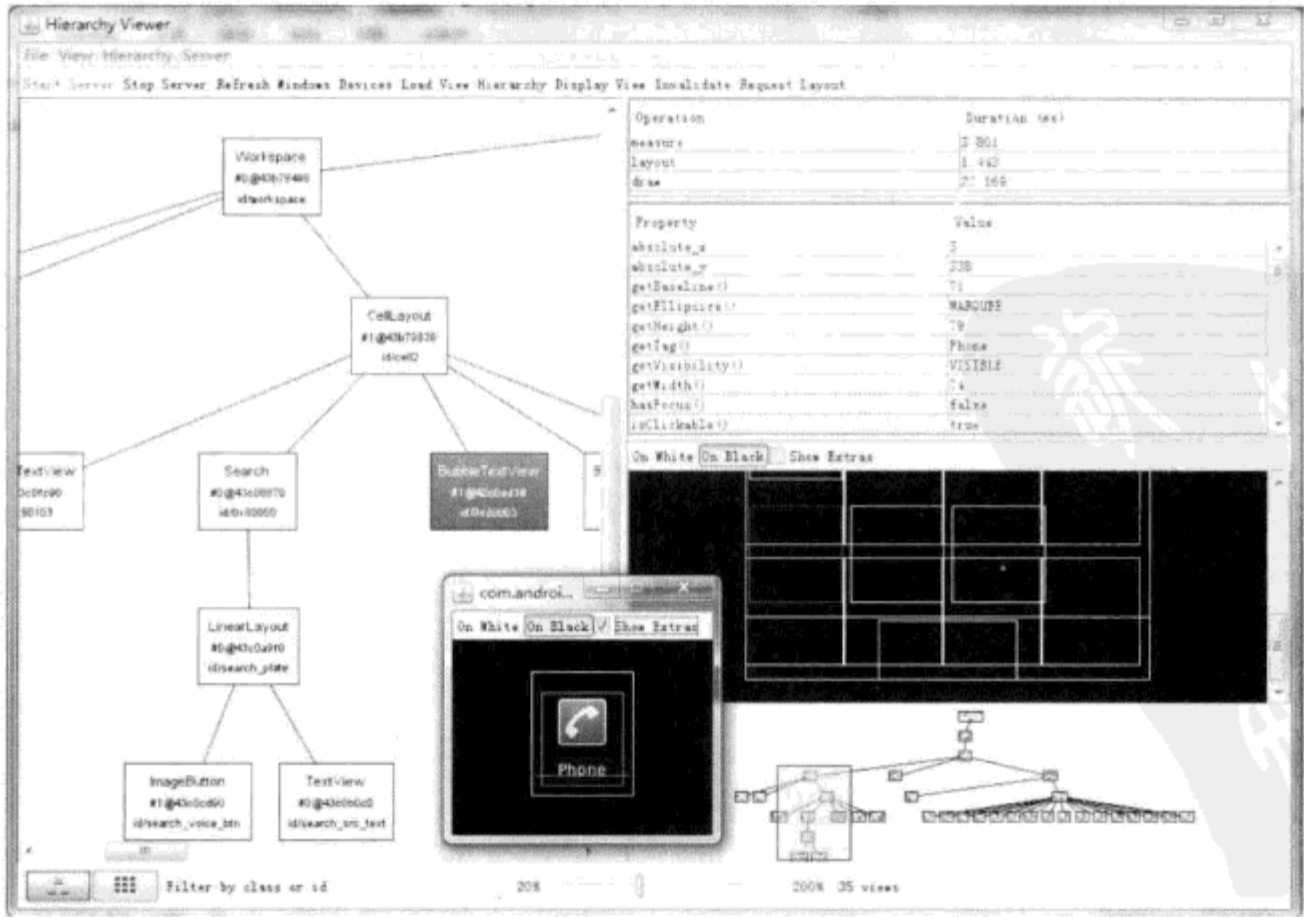 Hierarchy Viewer
File View Hierarchy Server
Start Server Stop Server Refresh Windows Devices Load View Hierarchy Display View Invalidate Request Layout
Workspace
id/workspace
CellLayout
id/cell2
TextView
Search
BubbleTextView
LinearLayout
id/search_plate
ImageButton
id/search_voice_btn
TextView
id/search_src_text
Operation Duration (ms)
measure
layout
draw
Property Value
absolute_x
absolute_y
getBaseline()
getEllipsize() MARQUEE
getHeight()
getTag() Phone
getVisibility() VISIBLE
getWidth()
hasFocus() false
isClickable() true
On White On Black Show Extras
com.androi...
On White On Black Show Extras
Phone
Filter by class or id 20% 200% 35 views